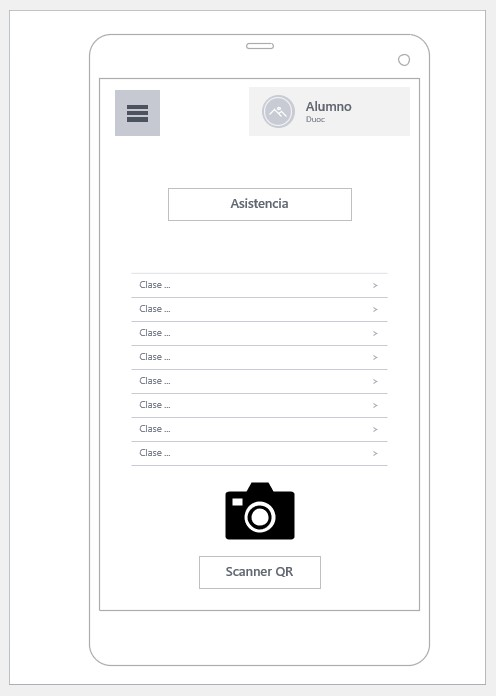 Alumno
Duoc
Asistencia
Clase ... >
Clase ... >
Clase ... >
Clase ... >
Clase ... >
Clase ... >
Clase ... >
Clase ... >
Scanner QR